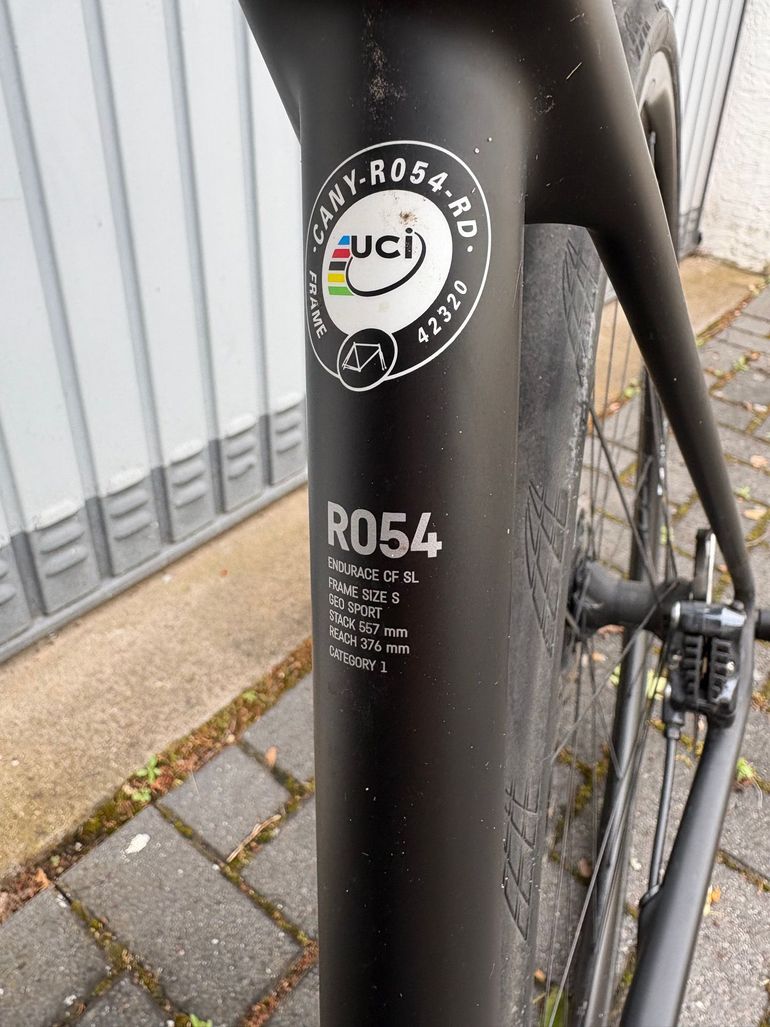 CANY-R054-RD
UCi
FRAME
42320
R054
ENDURACE CF SL
FRAME SIZE S
GEO SPORT
STACK 557 mm
REACH 376 mm
CATEGORY 1